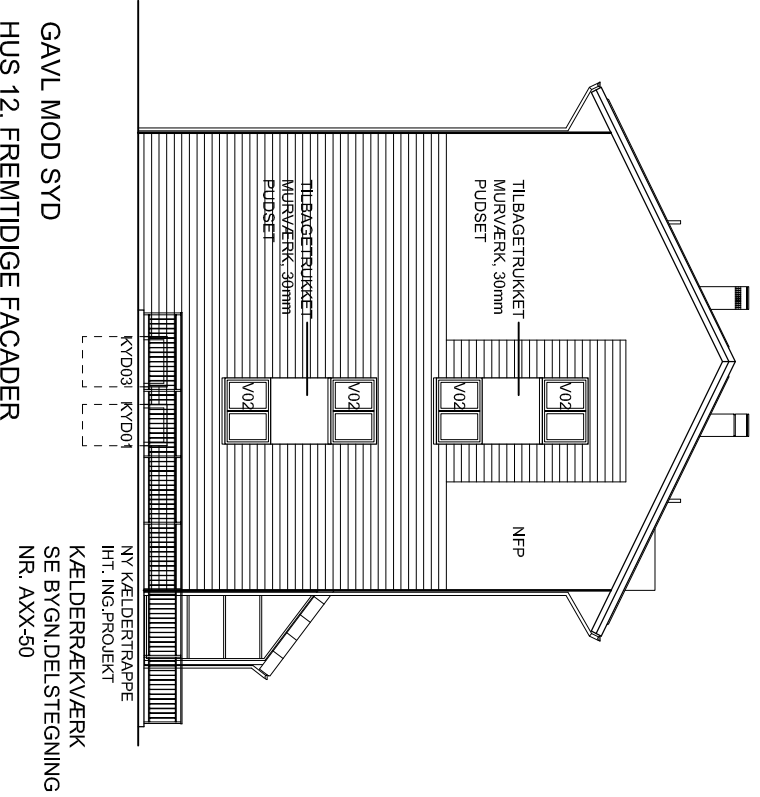 TILBAGETRUKKET
MURVÆRK, 30mm
PUDSET
NFP
V02
V02
TILBAGETRUKKET
MURVÆRK, 30mm
PUDSET
V02
V02
KYD03
KYD01
NY KÆLDERTRAPPE
IHT. ING.PROJEKT
KÆLDERRÆKVÆRK
SE BYGN.DELSTEGNING
NR. AXX-50
GAVL MOD SYD
HUS 12. FREMTIDIGE FACADER